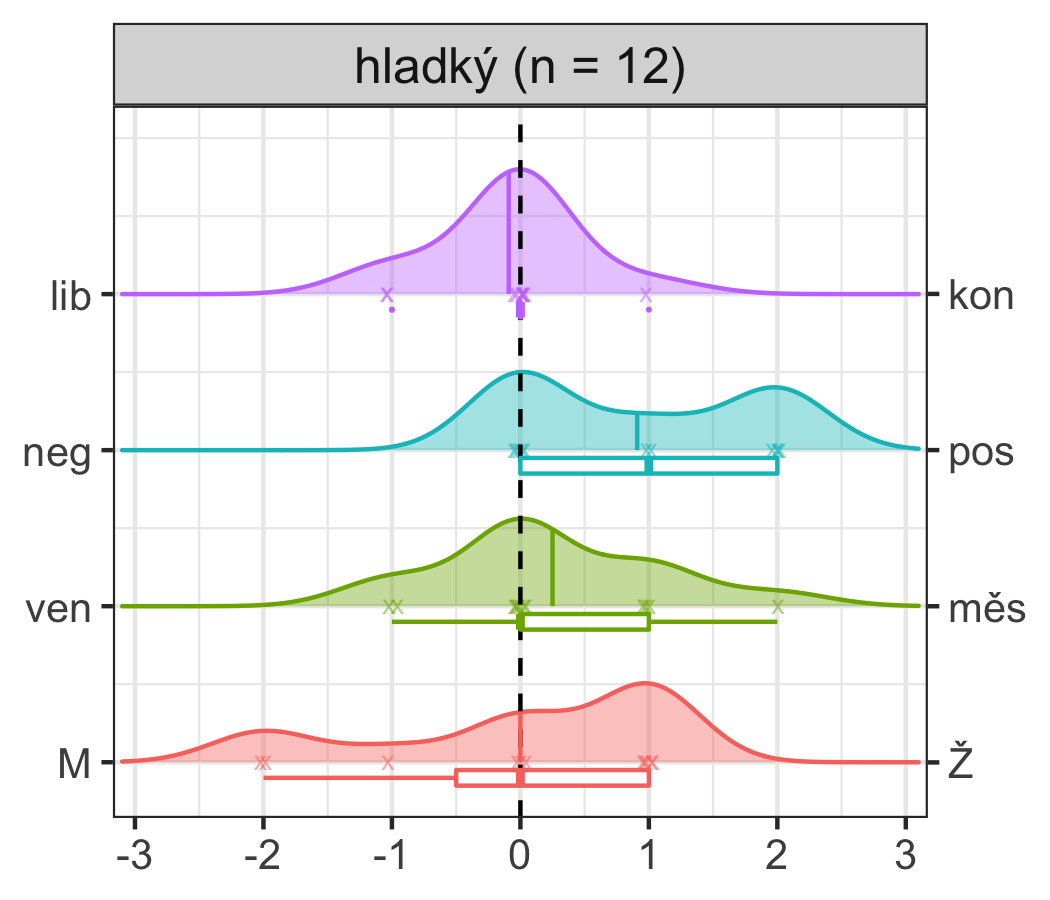 hladký (n = 12)
lib kon
neg pos
ven měs
M Ž
-3 -2 -1 0 1 2 3